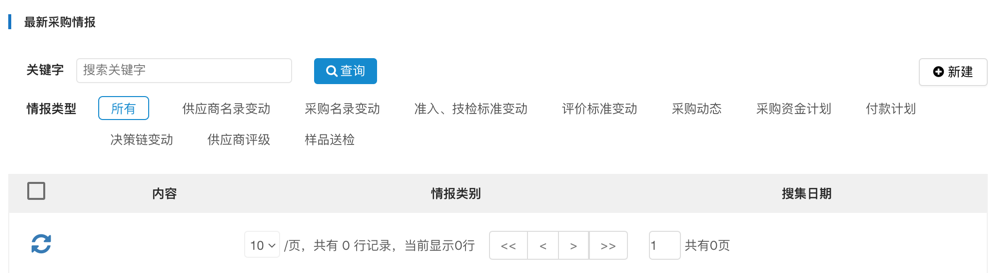 最新采购情报
关键字 搜索关键字 查询 新建
情报类型 所有 供应商名录变动 采购名录变动 准入、技检标准变动 评价标准变动 采购动态 采购资金计划 付款计划
决策链变动 供应商评级 样品送检
内容 情报类别 搜集日期
10 /页，共有 0 行记录，当前显示0行 << < > >> 1 共有0页